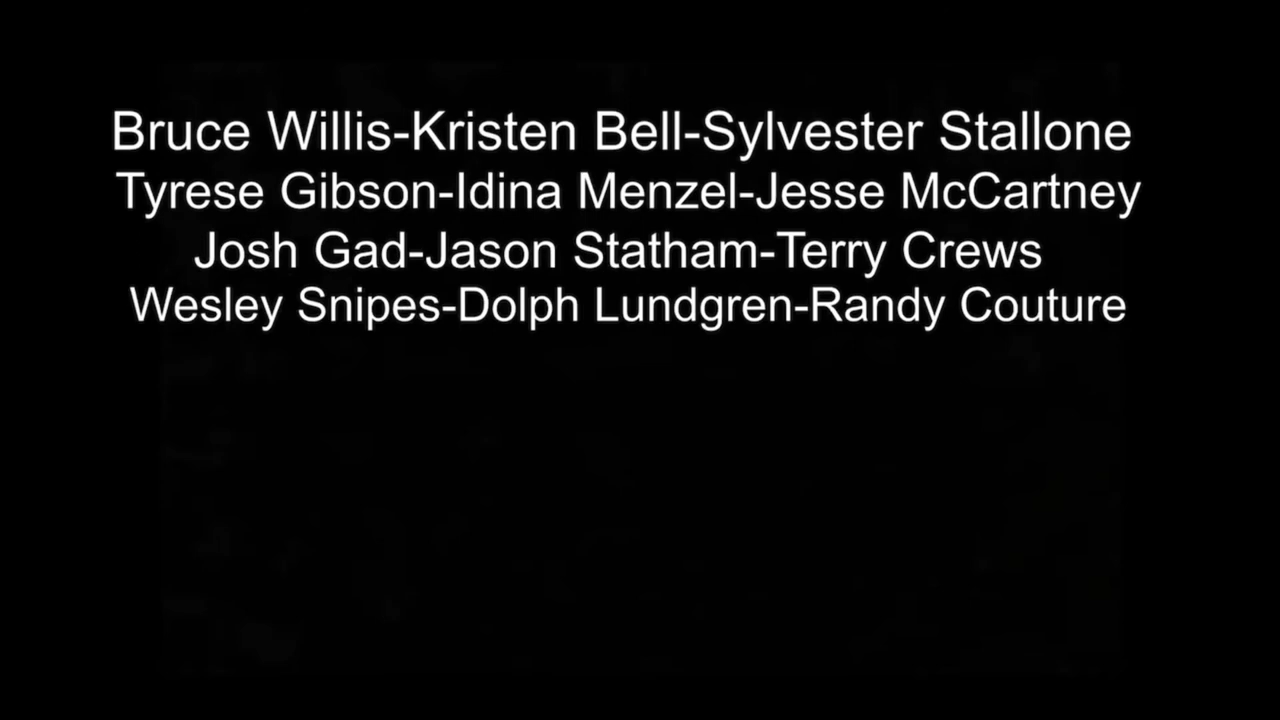 Bruce Willis-Kristen Bell-Sylvester Stallone
Tyrese Gibson-Idina Menzel-Jesse McCartney
Josh Gad-Jason Statham-Terry Crews
Wesley Snipes-Dolph Lundgren-Randy Couture